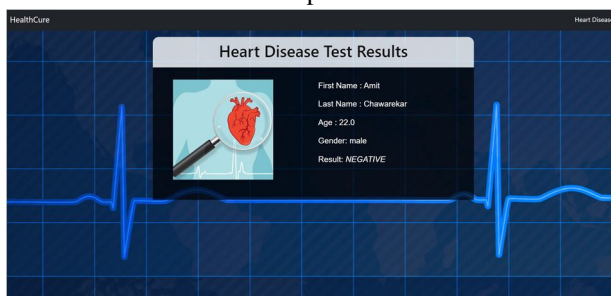 HealthCure
Heart Disease
Heart Disease Test Results
First Name : Amit
Last Name : Chawarekar
Age : 22.0
Gender: male
Result: NEGATIVE